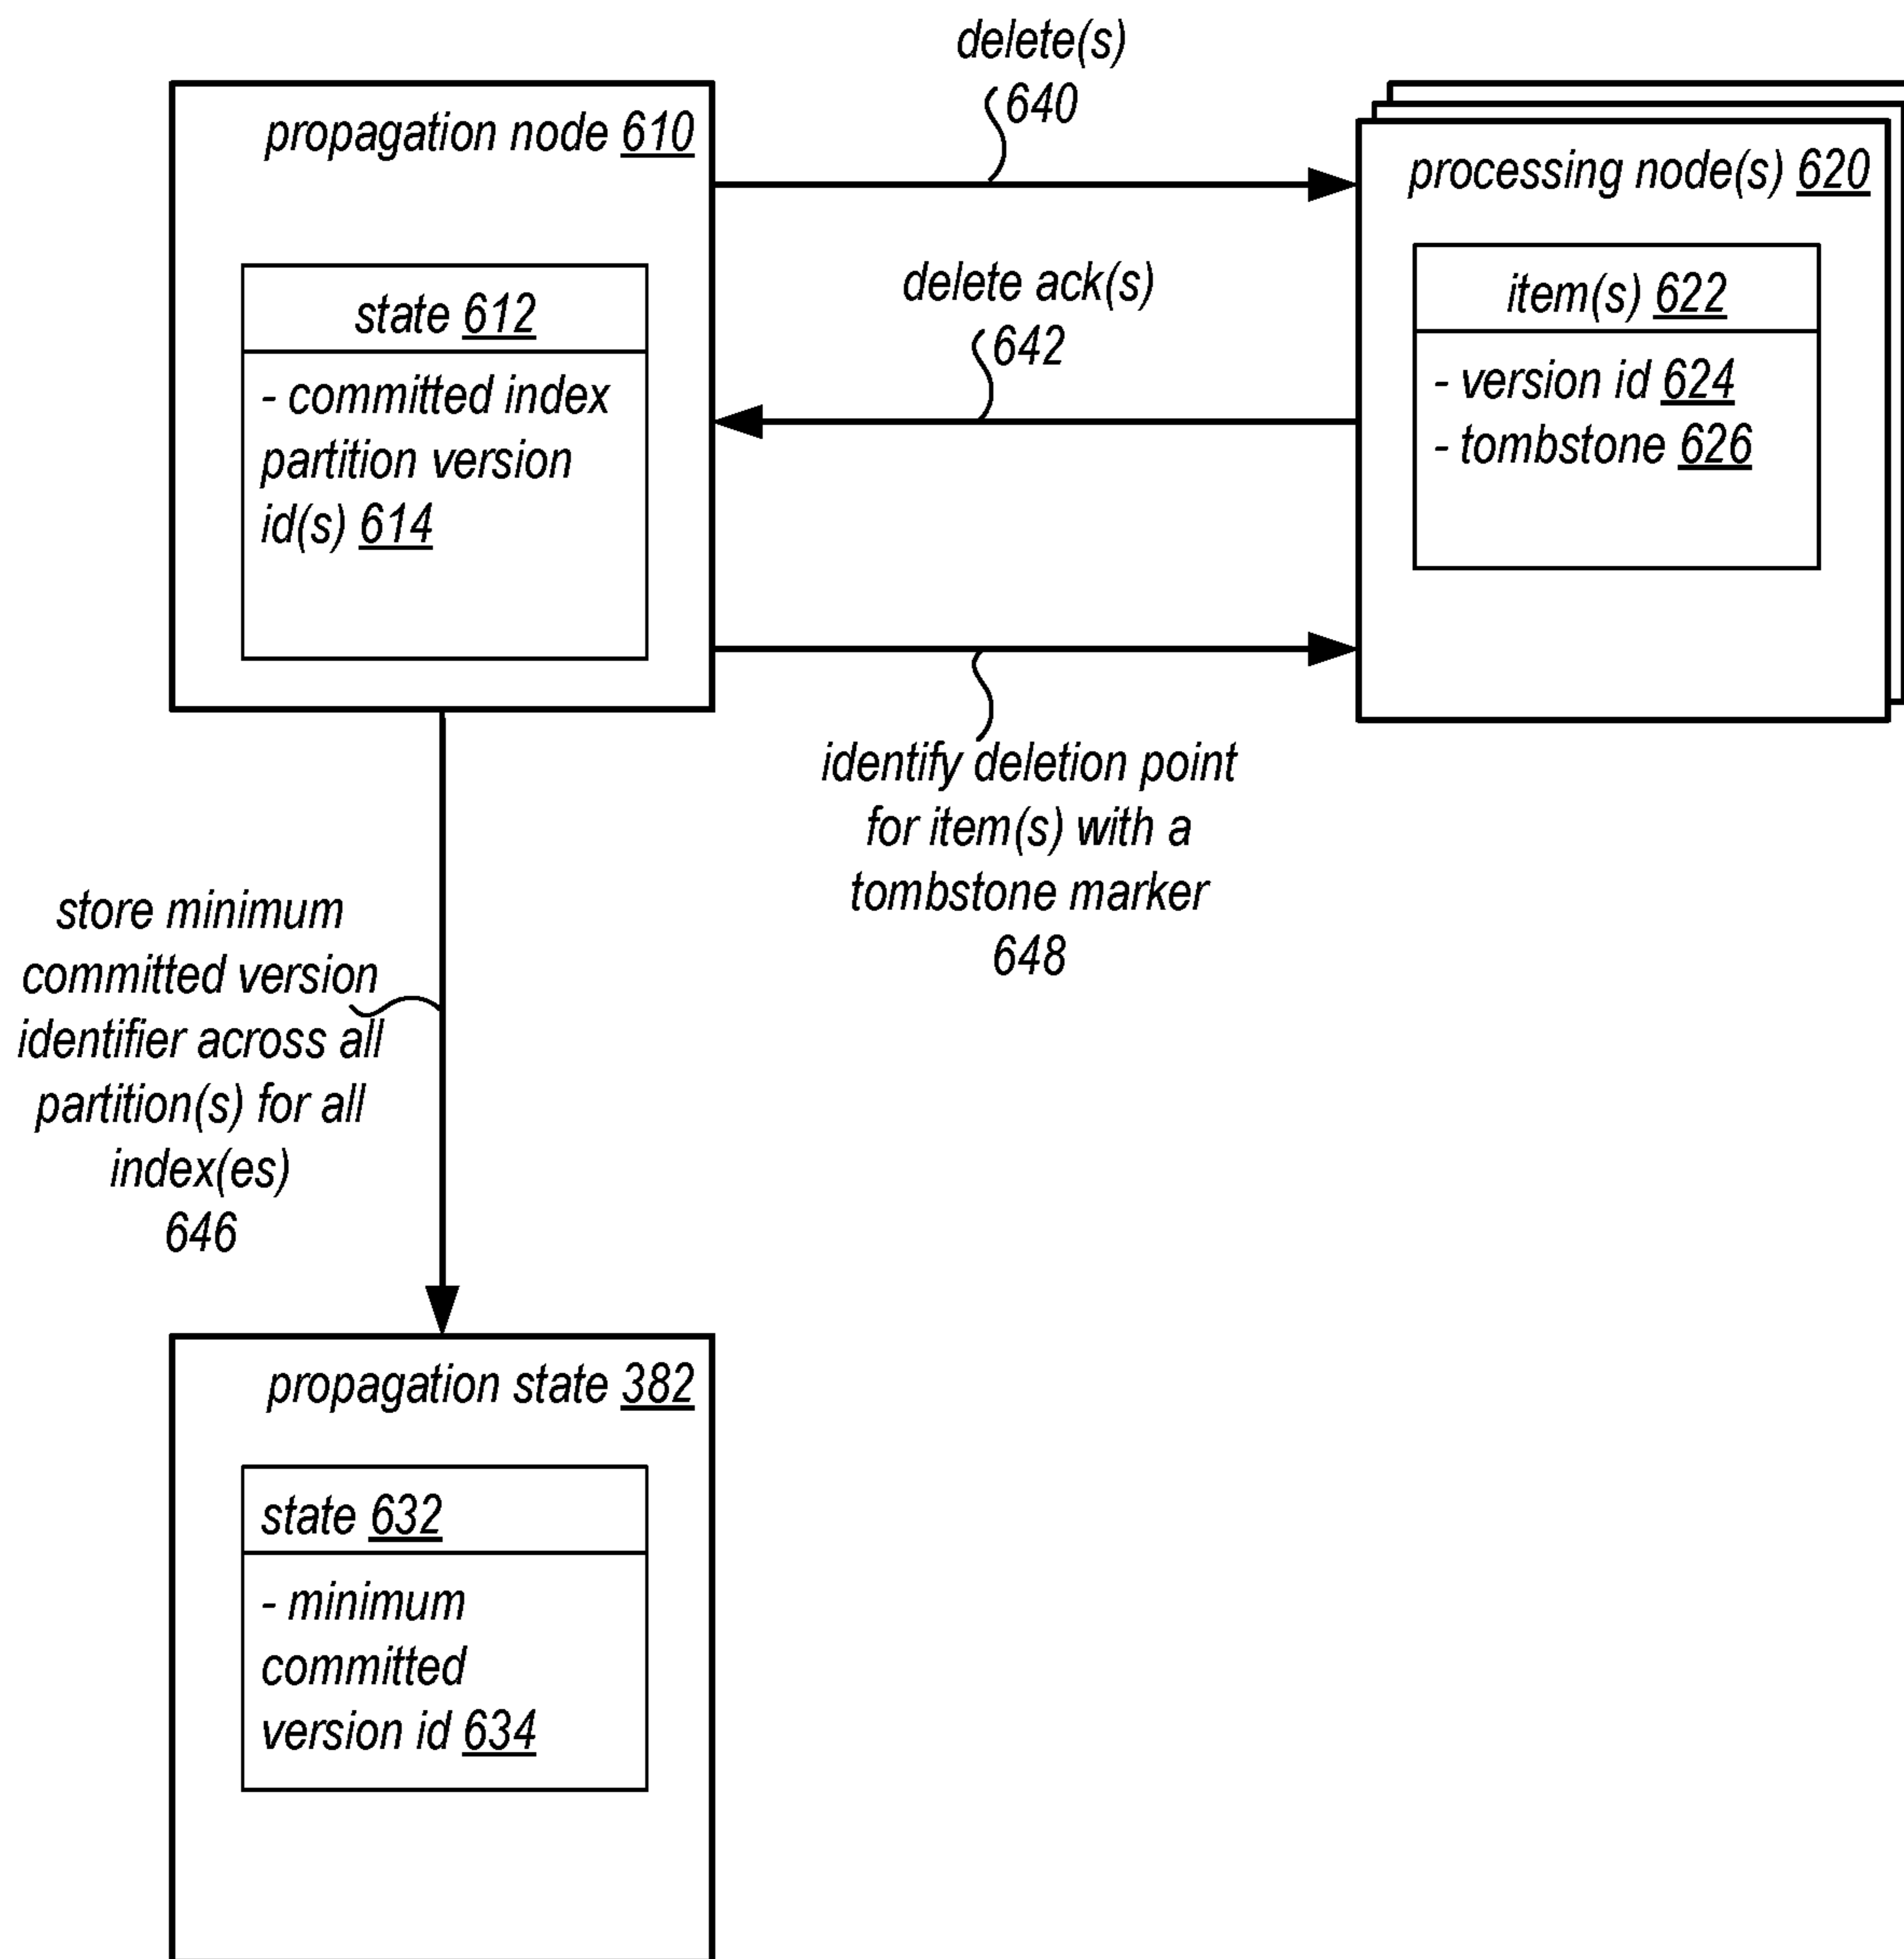 delete(s)
640
propagation node 610
processing node(s) 620
state 612
- committed index
partition version
id(s) 614
delete ack(s)
642
item(s) 622
- version id 624
- tombstone 626
identify deletion point
for item(s) with a
tombstone marker
648
store minimum
committed version
identifier across all
partition(s) for all
index(es)
646
propagation state 382
state 632
- minimum
committed
version id 634